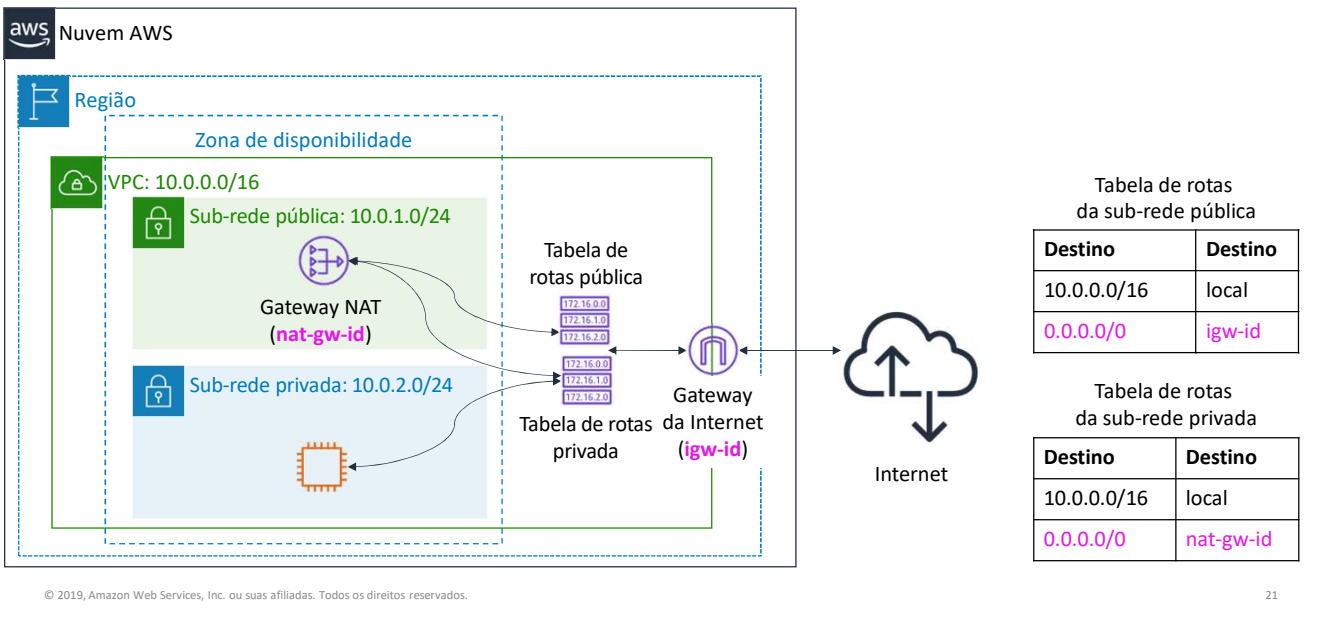 aws
Nuvem AWS
Região
Zona de disponibilidade
VPC: 10.0.0.0/16
Sub-rede pública: 10.0.1.0/24
Gateway NAT
(nat-gw-id)
Sub-rede privada: 10.0.2.0/24
Tabela de
rotas pública
172.16.0.0
172.16.1.0
172.16.2.0
172.16.0.0
172.16.1.0
172.16.2.0
Tabela de rotas
privada
Gateway
da Internet
(igw-id)
Internet
Tabela de rotas
da sub-rede pública
Destino Destino
10.0.0.0/16 local
0.0.0.0/0 igw-id
Tabela de rotas
da sub-rede privada
Destino Destino
10.0.0.0/16 local
0.0.0.0/0 nat-gw-id
© 2019, Amazon Web Services, Inc. ou suas afiliadas. Todos os direitos reservados.
21